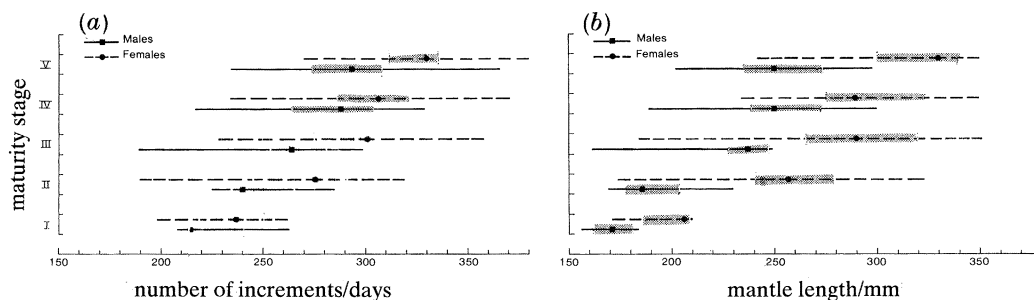 (a)
Males
Females
maturity stage
V
IV
III
II
I
150 200 250 300 350
number of increments/days
(b)
Males
Females
150 200 250 300 350
mantle length/mm